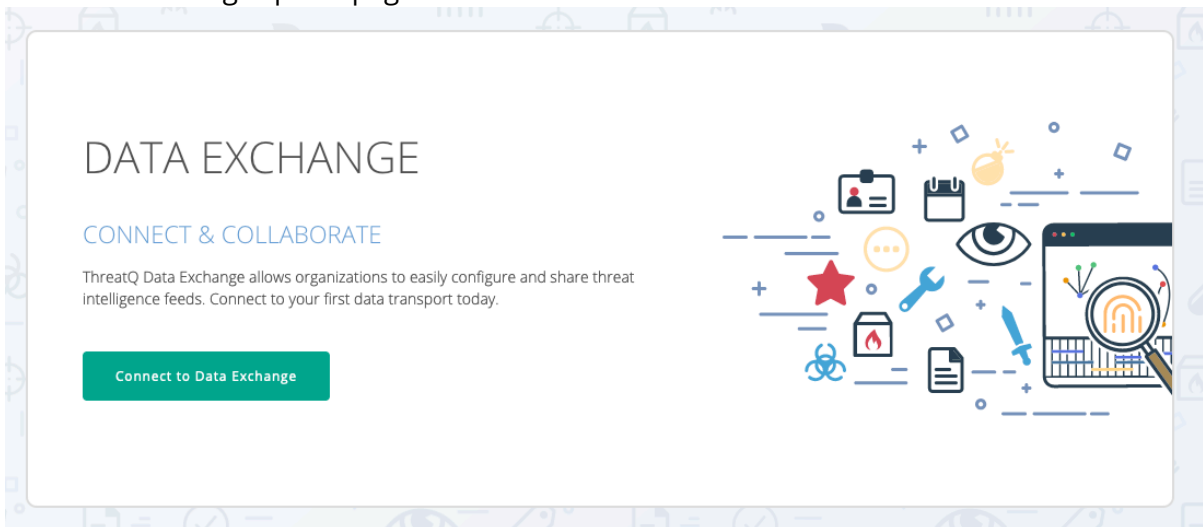 DATA EXCHANGE
CONNECT & COLLABORATE
ThreatQ Data Exchange allows organizations to easily configure and share threat
intelligence feeds. Connect to your first data transport today.
Connect to Data Exchange